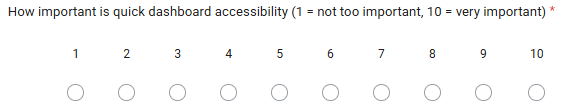 How important is quick dashboard accessibility (1 = not too important, 10 = very important) *
1 2 3 4 5 6 7 8 9 10